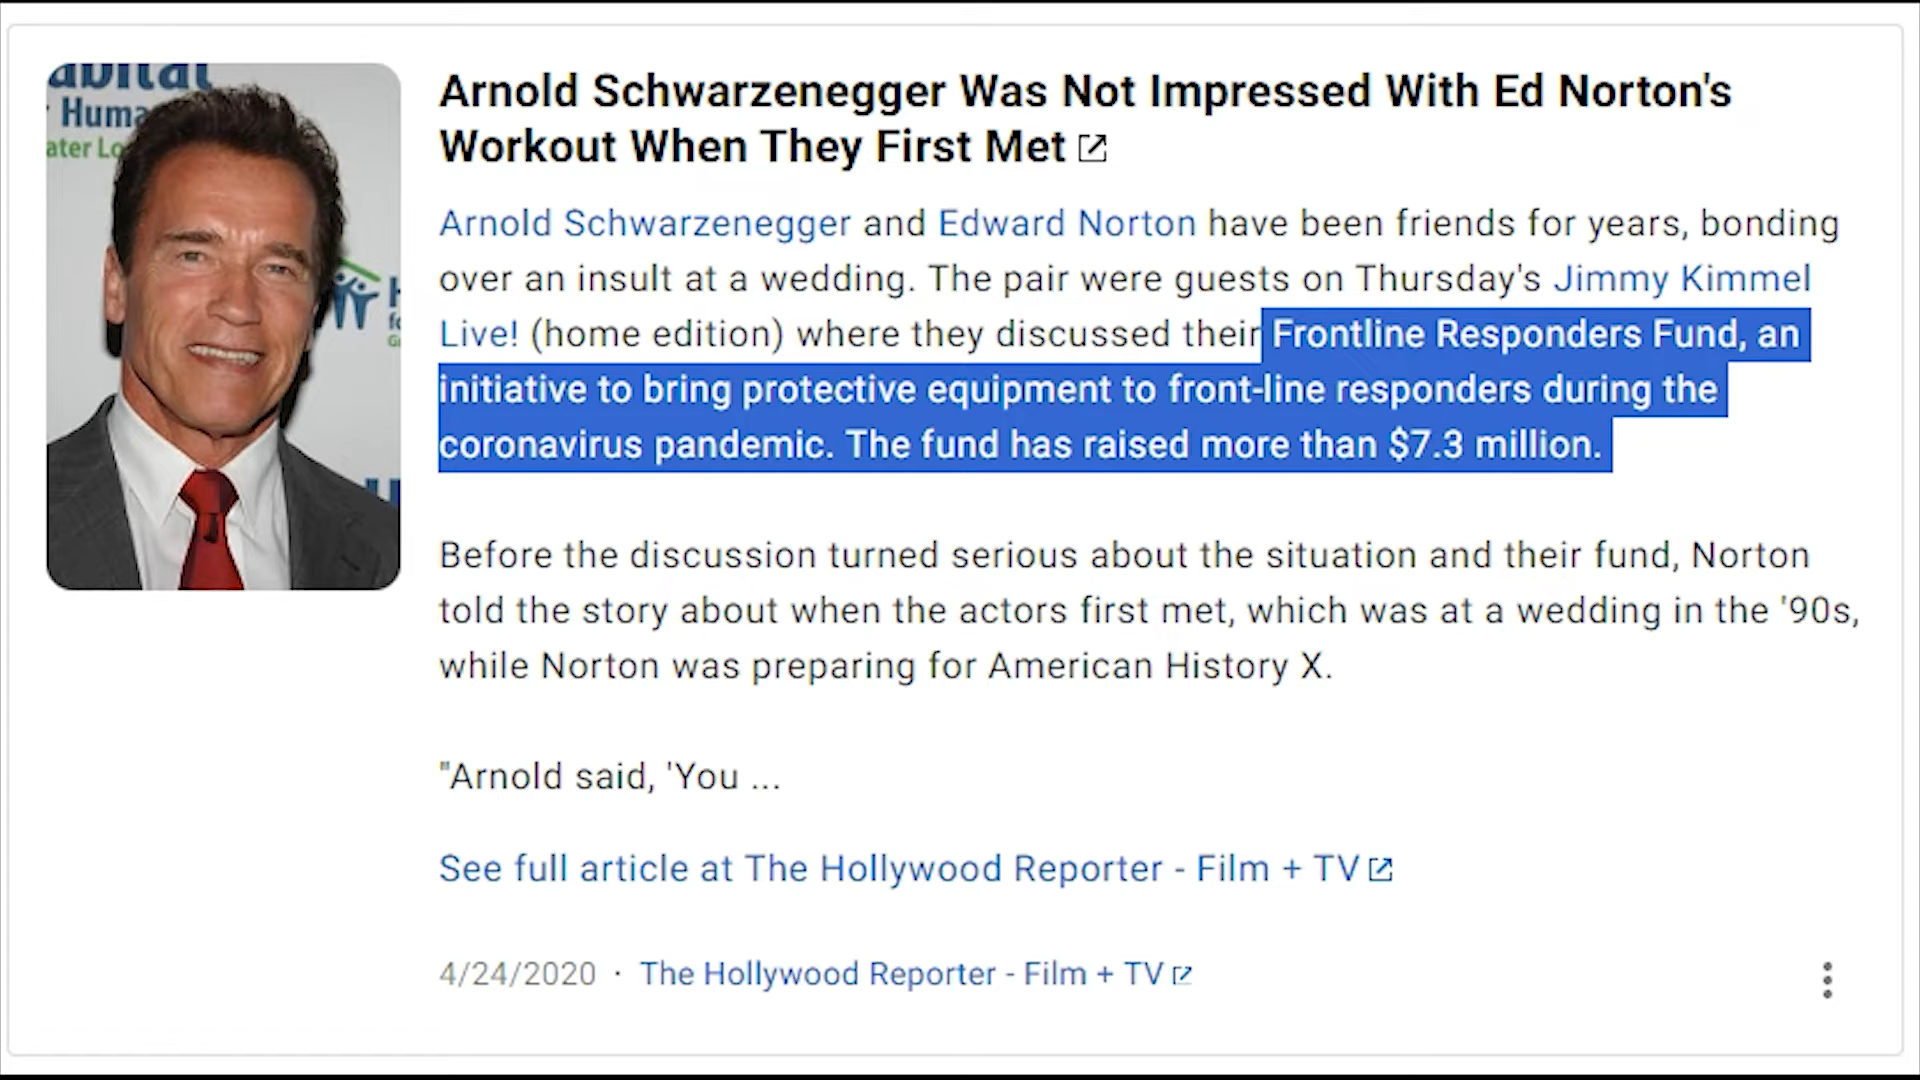 abitat
r Huma
ater Lo
Arnold Schwarzenegger Was Not Impressed With Ed Norton's
Workout When They First Met
Arnold Schwarzenegger and Edward Norton have been friends for years, bonding
over an insult at a wedding. The pair were guests on Thursday's Jimmy Kimmel
Live! (home edition) where they discussed their Frontline Responders Fund, an
initiative to bring protective equipment to front-line responders during the
coronavirus pandemic. The fund has raised more than $7.3 million.
Before the discussion turned serious about the situation and their fund, Norton
told the story about when the actors first met, which was at a wedding in the '90s,
while Norton was preparing for American History X.
"Arnold said, 'You ...
See full article at The Hollywood Reporter - Film + TV
4/24/2020 · The Hollywood Reporter - Film + TV